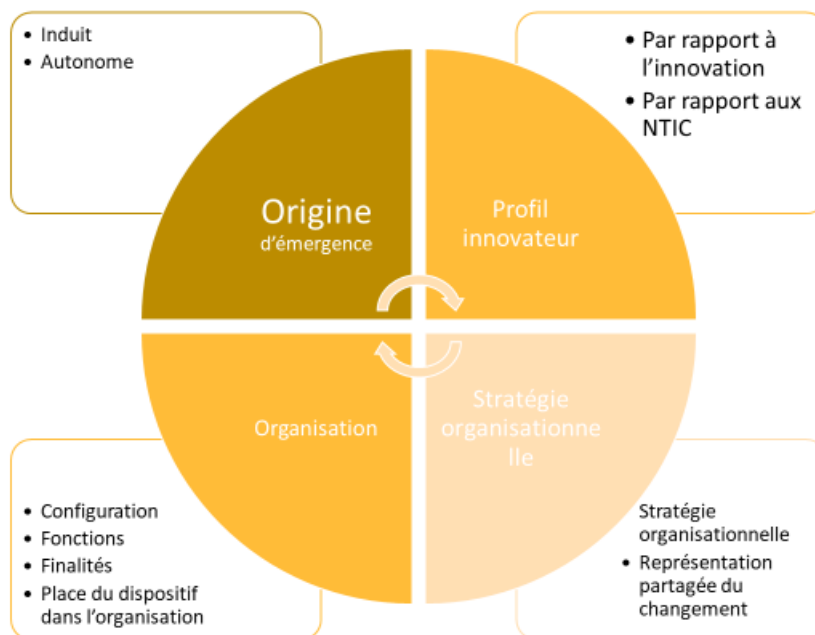 • Induit
• Autonome
• Par rapport à
l'innovation
• Par rapport aux
NTIC
Origine
d'émergence
Profil
innovateur
Organisation
Stratégie
organisationne
lle
• Configuration
• Fonctions
• Finalités
• Place du dispositif
dans l'organisation
Stratégie
organisationnelle
• Représentation
partagée du
changement